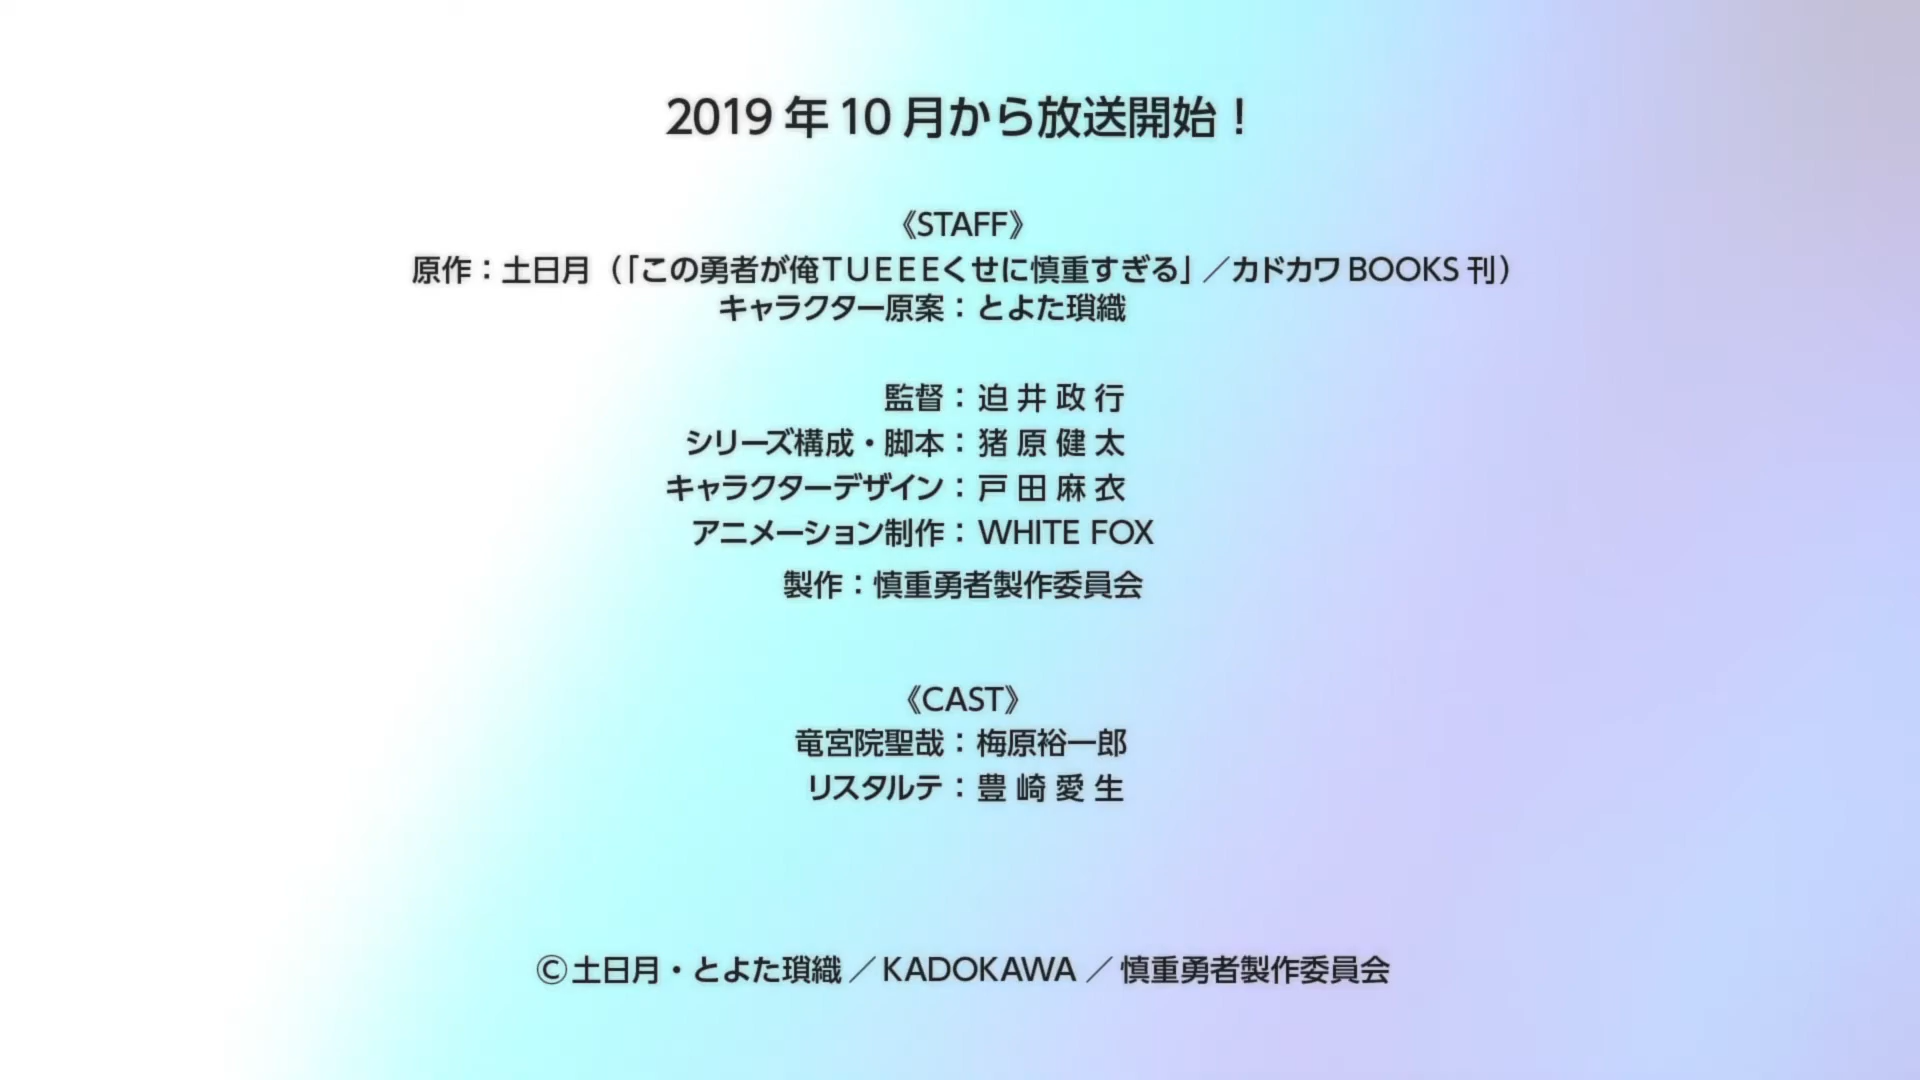 2019年10月から放送開始！
《STAFF》
原作：土日月（「この勇者が俺ＴＵＥＥＥくせに慎重すぎる」／カドカワBOOKS刊）
キャラクター原案：とよた瑣織
監督：迫井政行
シリーズ構成・脚本：猪原健太
キャラクターデザイン：戸田麻衣
アニメーション制作：WHITE FOX
製作：慎重勇者製作委員会
《CAST》
竜宮院聖哉：梅原裕一郎
リスタルテ：豊崎愛生
Ⓒ土日月・とよた瑣織／KADOKAWA／慎重勇者製作委員会